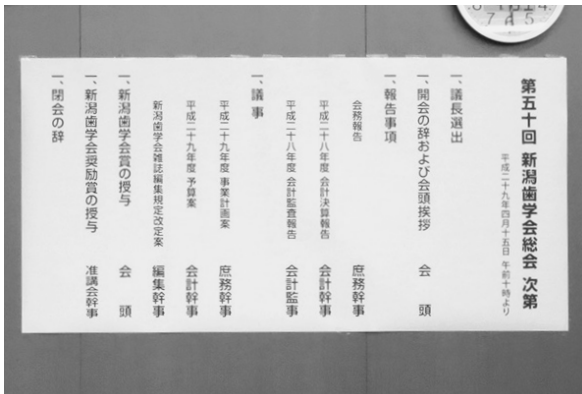 第五十回 新潟歯学会総会 次第
平成二十九年四月十五日 午前十時より
一、議長選出
一、開会の辞および会頭挨拶 会 頭
一、報告事項
会務報告 庶務幹事
平成二十八年度 会計決算報告 会計幹事
平成二十八年度 会計監査報告 会計監事
一、議事
平成二十九年度 事業計画案 庶務幹事
平成二十九年度 予算案 会計幹事
新潟歯学会雑誌編集規定改定案 編集幹事
一、新潟歯学会賞の授与 会 頭
一、新潟歯学会奨励賞の授与 准講会幹事
一、閉会の辞